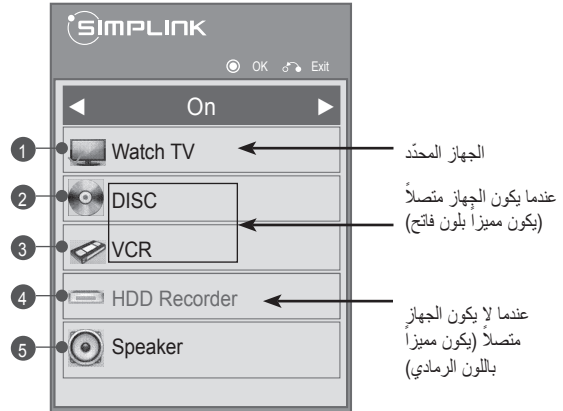 SIMPLINK
OK Exit
On
1 Watch TV
الجهاز المحدّد
2 DISC
عندما يكون الجهاز متصلاً
(يكون مميزاً بلون فاتح)
3 VCR
4 HDD Recorder
عندما لا يكون الجهاز
متصلاً (يكون مميزاً
باللون الرمادي)
5 Speaker